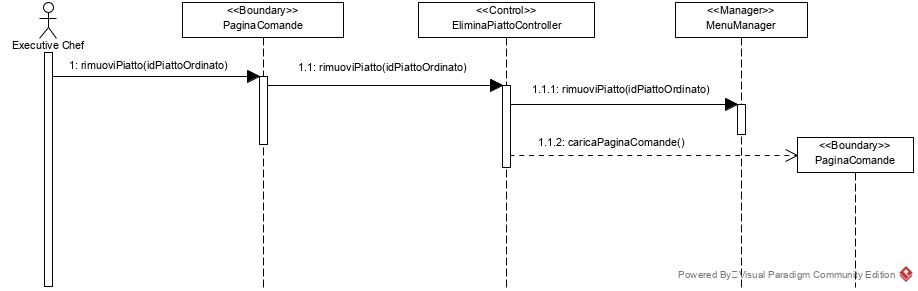 <<Boundary>>
PaginaComande
<<Control>>
EliminaPiattoController
<<Manager>>
MenuManager
Executive Chef
1: rimuoviPiatto(idPiattoOrdinato)
1.1: rimuoviPiatto(idPiattoOrdinato)
1.1.1: rimuoviPiatto(idPiattoOrdinato)
1.1.2: caricaPaginaComande()
<<Boundary>>
PaginaComande
Powered By Visual Paradigm Community Edition